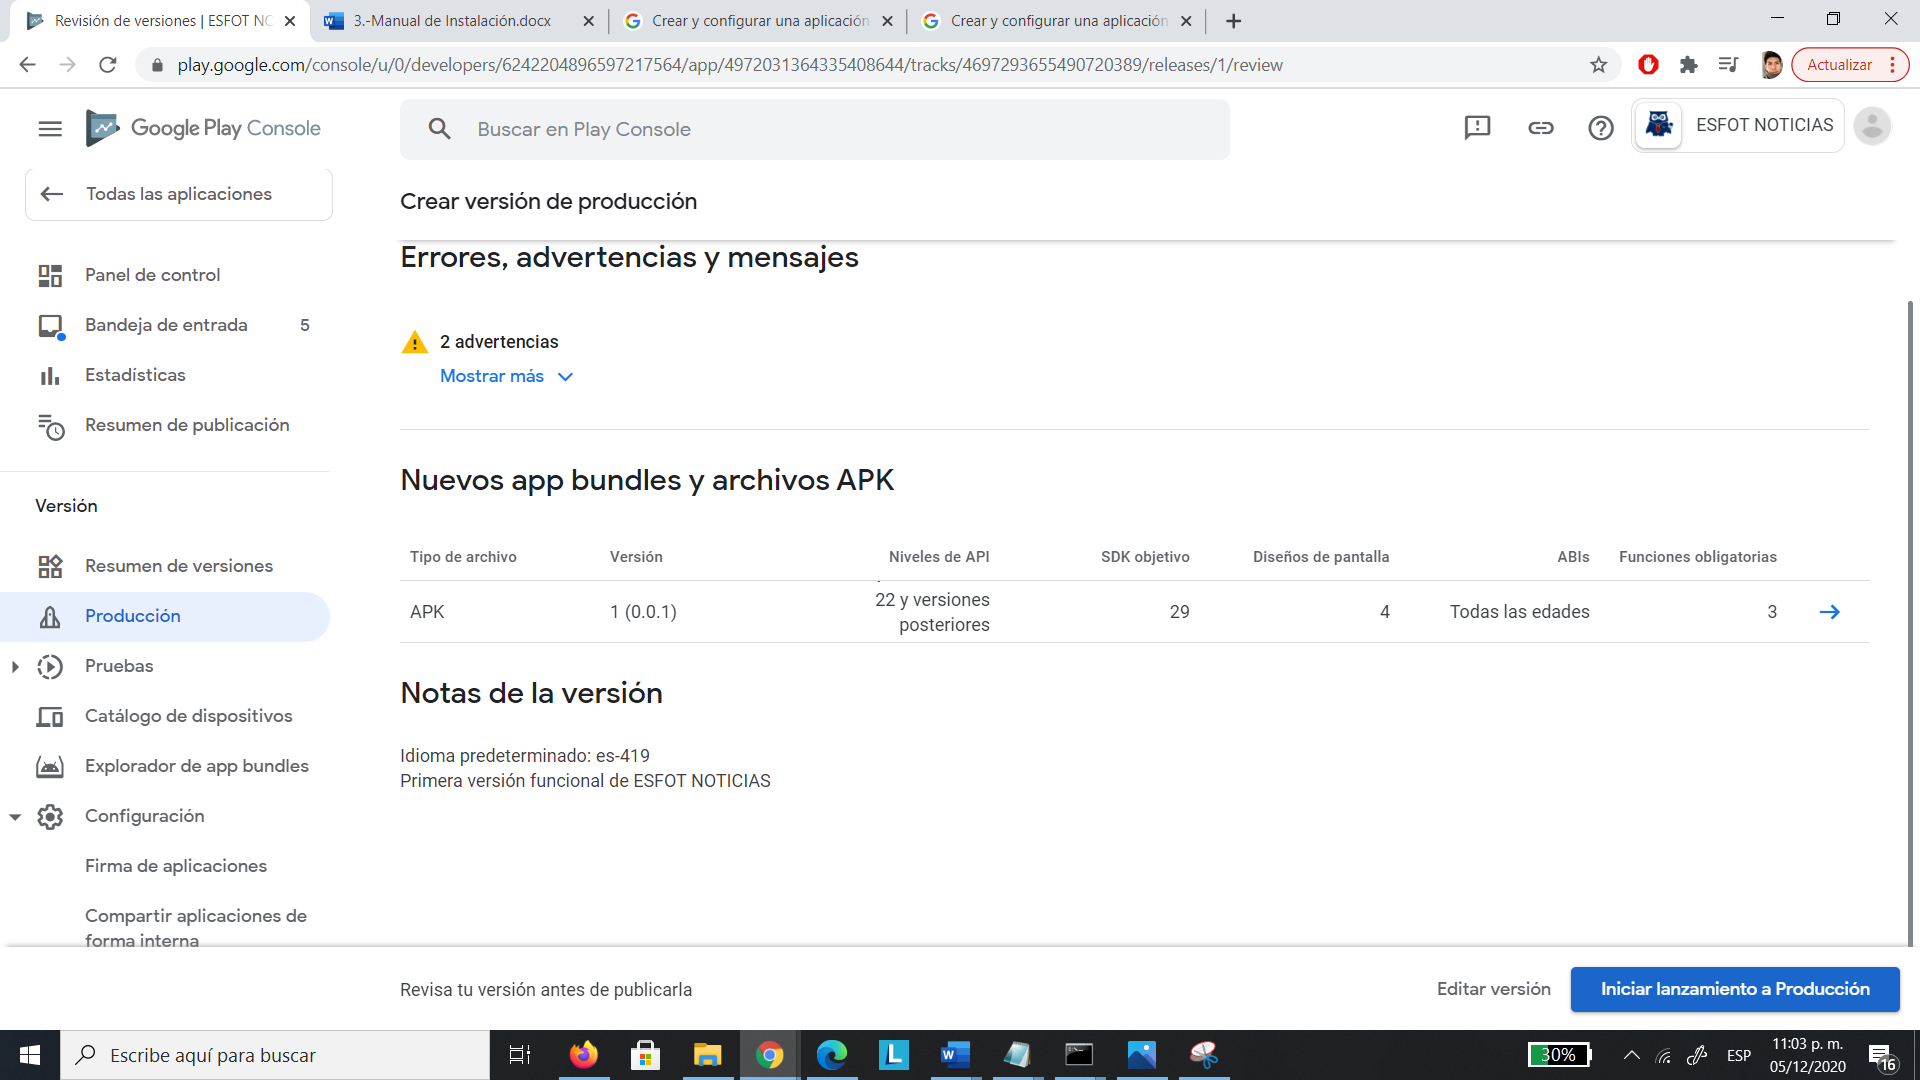 Revisión de versiones | ESFOT NO
3.-Manual de Instalación.docx
Crear y configurar una aplicación
Crear y configurar una aplicación
play.google.com/console/u/0/developers/6242204896597217564/app/4972031364335408644/tracks/4697293655490720389/releases/1/review
Actualizar
Google Play Console
Buscar en Play Console
ESFOT NOTICIAS
Todas las aplicaciones
Crear versión de producción
Panel de control
Bandeja de entrada 5
Estadísticas
Resumen de publicación
Versión
Resumen de versiones
Producción
Pruebas
Catálogo de dispositivos
Explorador de app bundles
Configuración
Firma de aplicaciones
Compartir aplicaciones de
forma interna
Errores, advertencias y mensajes
2 advertencias
Mostrar más
Nuevos app bundles y archivos APK
Tipo de archivo Versión Niveles de API SDK objetivo Diseños de pantalla ABIs Funciones obligatorias
APK 1 (0.0.1) 22 y versiones posteriores 29 4 Todas las edades 3
Notas de la versión
Idioma predeterminado: es-419
Primera versión funcional de ESFOT NOTICIAS
Revisa tu versión antes de publicarla
Editar versión
Iniciar lanzamiento a Producción
Escribe aquí para buscar
30%
ESP
11:03 p. m.
05/12/2020
16